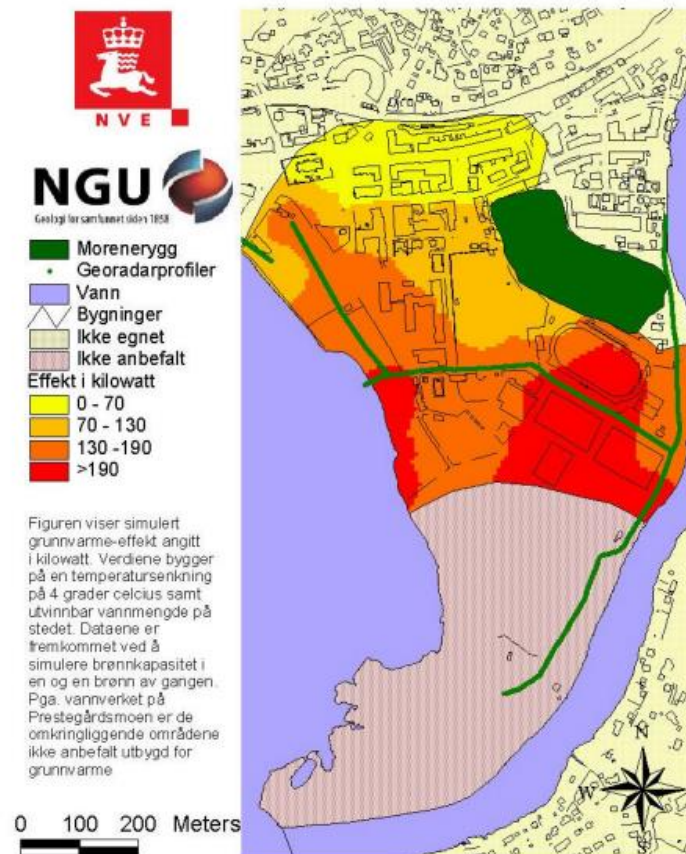 NVE
NGU
Geologi for samfunnet siden 1858
Morenerygg
Georadarprofiler
Vann
Bygninger
Ikke egnet
Ikke anbefalt
Effekt i kilowatt
0 - 70
70 - 130
130 -190
>190
Figuren viser simulert
grunnvarme-effekt angitt
i kilowatt. Verdiene bygger
på en temperatursenkning
på 4 grader celcius samt
utvinnbar vannmengde på
stedet. Dataene er
fremkommet ved å
simulere brønnkapasitet i
en og en brønn av gangen.
Pga. vannverket på
Prestegårdsmoen er de
omkringliggende områdene
ikke anbefalt utbygd for
grunnvarme
0 100 200 Meters
N
W
S